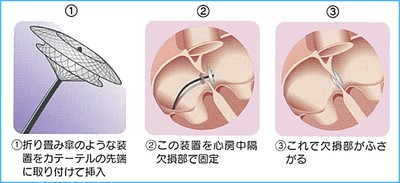 ①
②
③
①折り畳み傘のような装
置をカテーテルの先端
に取り付けて挿入
②この装置を心房中隔
欠損部で固定
③これで欠損部がふさ
がる